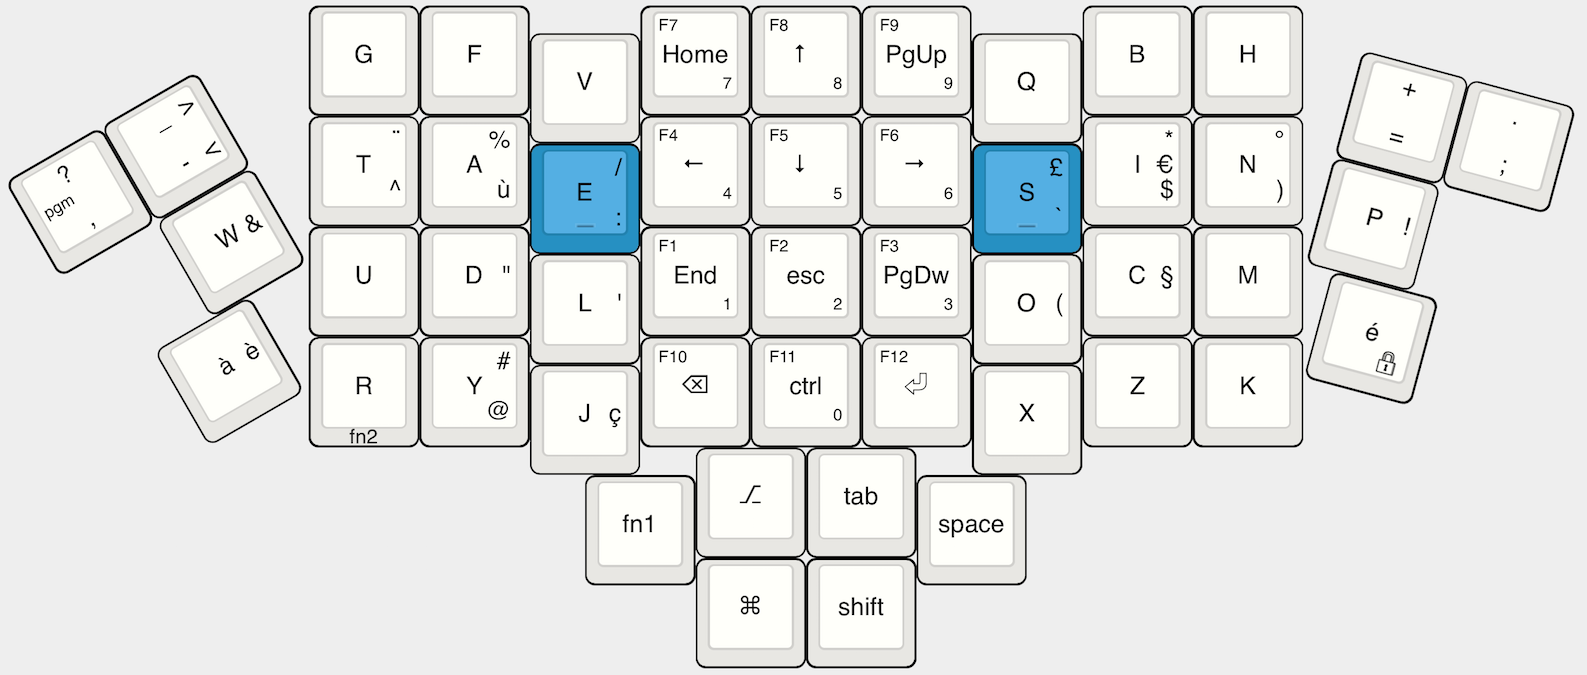 G
F
V
F7
Home
7
F8
↑
8
F9
PgUp
9
Q
B
H
_ >
- <
?
pgm
,
W &
à è
T ¨
^
A %
ù
E /
_ :
F4
←
4
F5
↓
5
F6
→
6
S £
_ `
I *
€
$
N °
)
+
=
.
;
P !
é
U
D "
L '
F1
End
1
F2
esc
2
F3
PgDw
3
O (
C §
M
R
fn2
Y #
@
J ç
F10
⌫
F11
ctrl
0
F12
⏎
X
Z
K
fn1
⌥
tab
space
⌘
shift